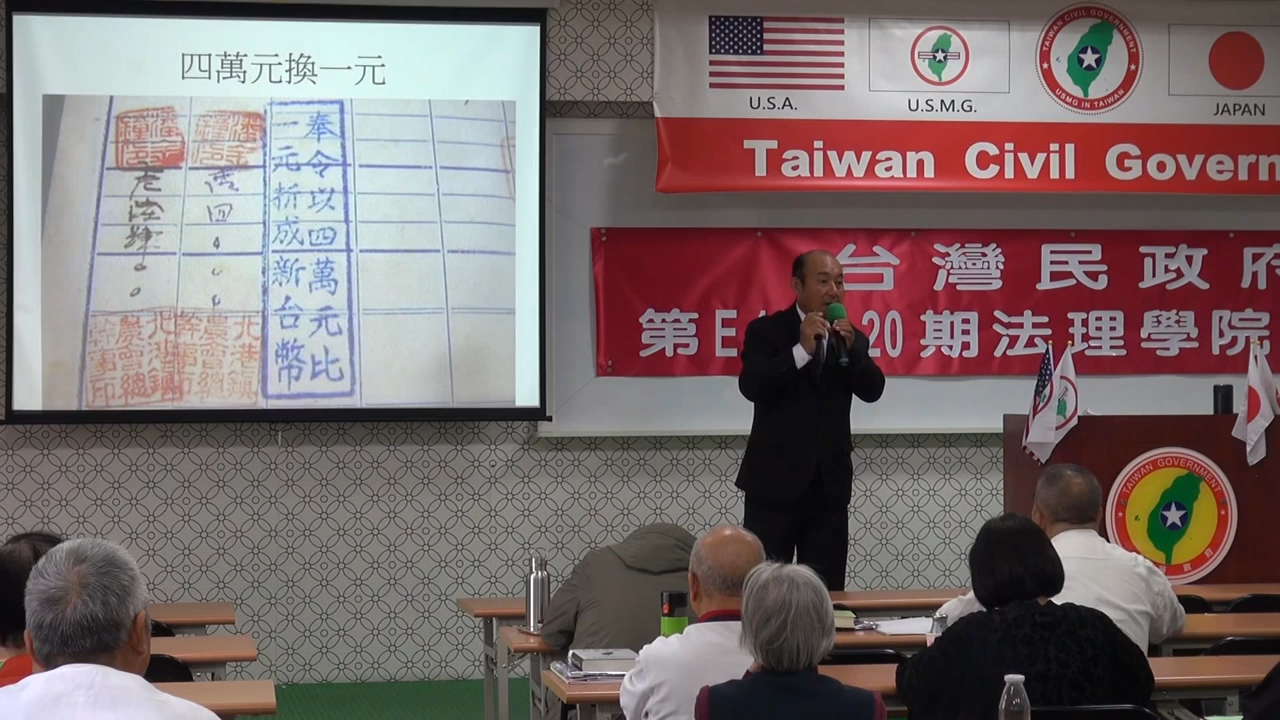 四萬元換一元
奉令以四萬元比
一元折成新台幣
U.S.A.
U.S.M.G.
TAIWAN CIVIL GOVERNMENT
USMG IN TAIWAN
JAPAN
Taiwan Civil Govern
台灣民政府
第E 20期法理學院
TAIWAN GOVERNMENT